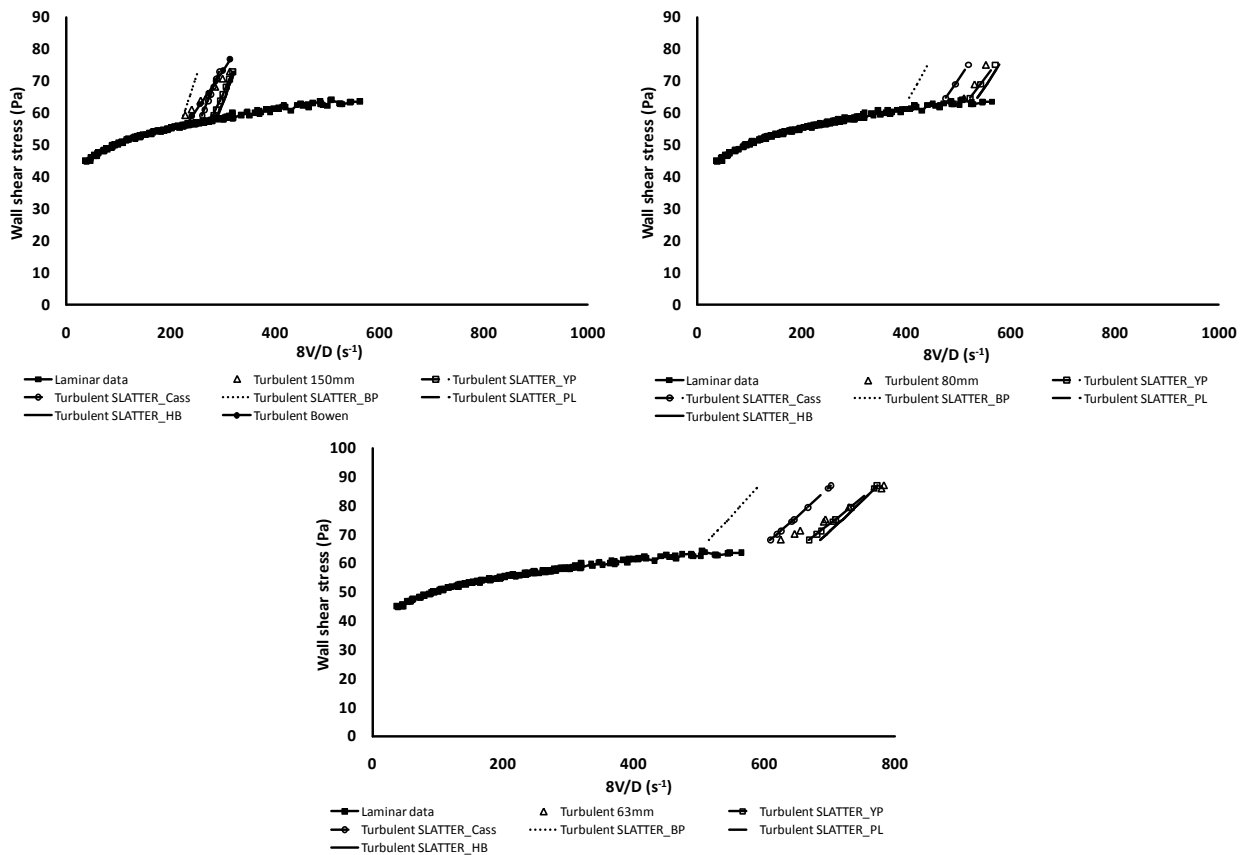 90
80
70
60
50
40
30
20
10
0
Wall shear stress (Pa)
0 200 400 600 800 1000
8V/D (s⁻¹)
Laminar data Turbulent 150mm Turbulent SLATTER_YP
Turbulent SLATTER_Cass Turbulent SLATTER_BP Turbulent SLATTER_PL
Turbulent SLATTER_HB Turbulent Bowen
90
80
70
60
50
40
30
20
10
0
Wall shear stress (Pa)
0 200 400 600 800 1000
8V/D (s⁻¹)
Laminar data Turbulent 80mm Turbulent SLATTER_YP
Turbulent SLATTER_Cass Turbulent SLATTER_BP Turbulent SLATTER_PL
Turbulent SLATTER_HB
100
90
80
70
60
50
40
30
20
10
0
Wall shear stress (Pa)
0 200 400 600 800
8V/D (s⁻¹)
Laminar data Turbulent 63mm Turbulent SLATTER_YP
Turbulent SLATTER_Cass Turbulent SLATTER_BP Turbulent SLATTER_PL
Turbulent SLATTER_HB